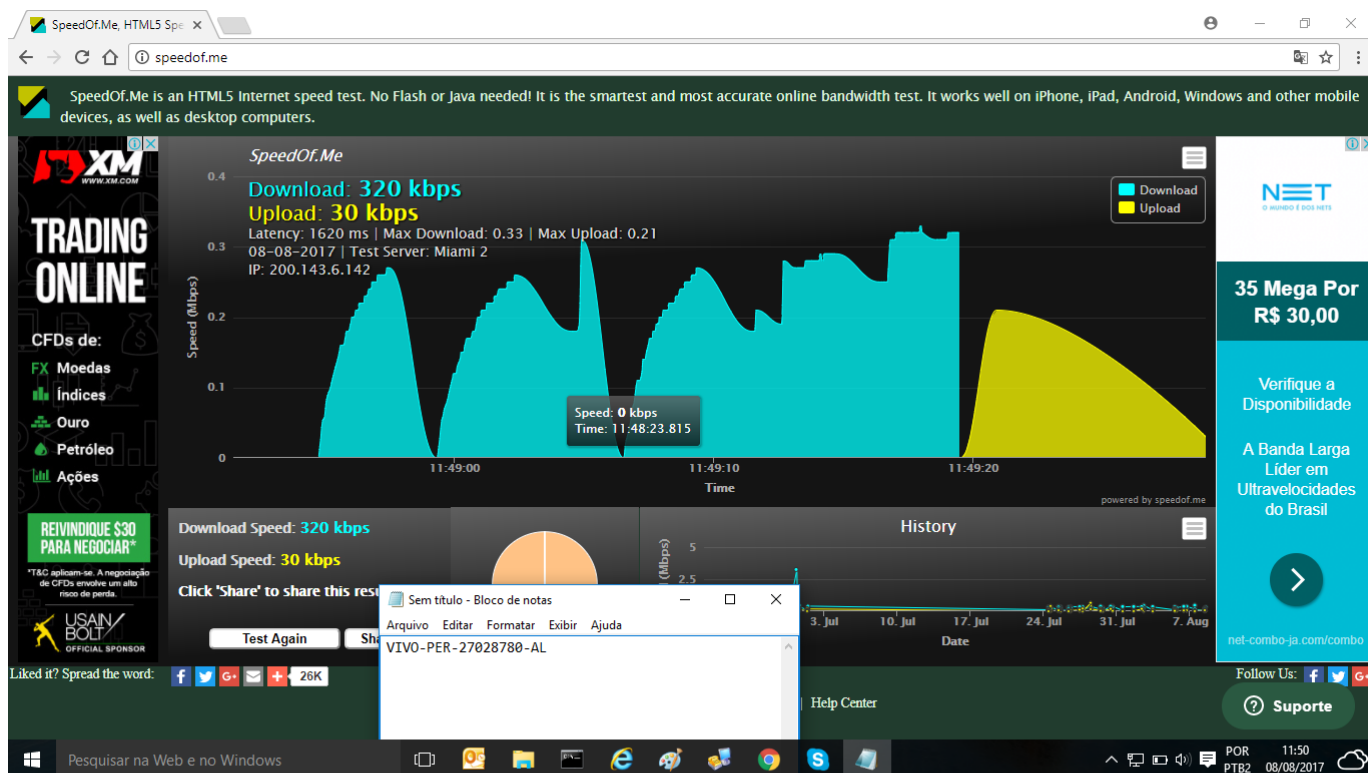 SpeedOf.Me, HTML5 Spe
speedof.me
SpeedOf.Me is an HTML5 Internet speed test. No Flash or Java needed! It is the smartest and most accurate online bandwidth test. It works well on iPhone, iPad, Android, Windows and other mobile
devices, as well as desktop computers.
XM
WWW.XM.COM
TRADING
ONLINE
CFDs de:
FX Moedas
Índices
Ouro
Petróleo
Ações
REIVINDIQUE $30
PARA NEGOCIAR*
*T&C aplicam-se. A negociação
de CFDs envolve um alto
risco de perda.
USAIN
BOLT
OFFICIAL SPONSOR
SpeedOf.Me
Download: 320 kbps
Upload: 30 kbps
Latency: 1620 ms | Max Download: 0.33 | Max Upload: 0.21
08-08-2017 | Test Server: Miami 2
IP: 200.143.6.142
Download
Upload
Speed (Mbps)
0.4
0.3
0.2
0.1
0
Speed: 0 kbps
Time: 11:48:23.815
11:49:00
11:49:10
11:49:20
Time
powered by speedof.me
NET
O MUNDO É DOS NETS
35 Mega Por
R$ 30,00
Verifique a
Disponibilidade
A Banda Larga
Líder em
Ultravelocidades
do Brasil
net-combo-ja.com/combo
Download Speed: 320 kbps
Upload Speed: 30 kbps
Click 'Share' to share this resu
Test Again
Sha
History
(Mbps)
5
2.5
3. Jul
10. Jul
17. Jul
24. Jul
31. Jul
7. Aug
Date
Sem título - Bloco de notas
Arquivo Editar Formatar Exibir Ajuda
VIVO-PER-27028780-AL
Liked it? Spread the word:
26K
Help Center
Follow Us:
Suporte
Pesquisar na Web e no Windows
POR
PTB2
11:50
08/08/2017